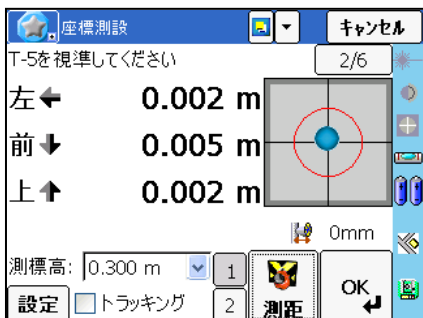 座標測設
キャンセル
T-5を視準してください
2/6
左← 0.002 m
前↓ 0.005 m
上↑ 0.002 m
0mm
測標高: 0.300 m
1
設定
トラッキング
2
測距
OK